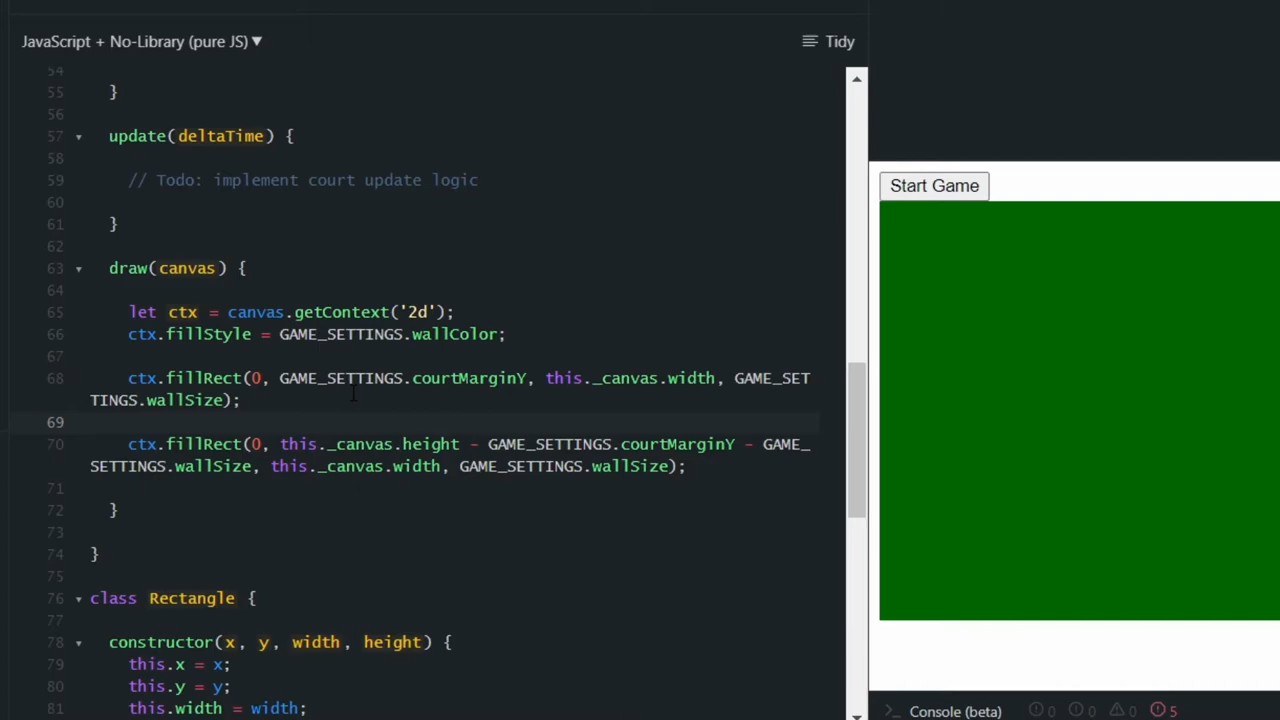 JavaScript + No-Library (pure JS) ▼
Tidy
54
55 }
56
57 update(deltaTime) {
58
59 // Todo: implement court update logic
60
61 }
62
63 draw(canvas) {
64
65 let ctx = canvas.getContext('2d');
66 ctx.fillStyle = GAME_SETTINGS.wallColor;
67
68 ctx.fillRect(0, GAME_SETTINGS.courtMarginY, this._canvas.width, GAME_SET
TINGS.wallSize);
69
70 ctx.fillRect(0, this._canvas.height - GAME_SETTINGS.courtMarginY - GAME_
SETTINGS.wallSize, this._canvas.width, GAME_SETTINGS.wallSize);
71
72 }
73
74 }
75
76 class Rectangle {
77
78 constructor(x, y, width, height) {
79 this.x = x;
80 this.y = y;
81 this.width = width;
Start Game
Console (beta) 0 0 0 5